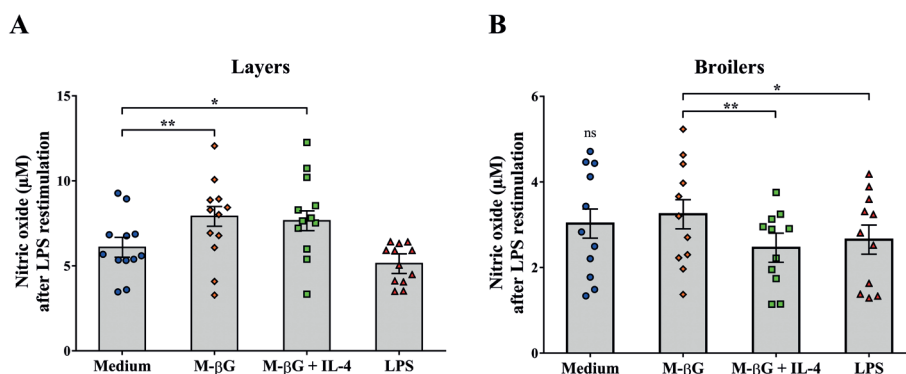 A
Layers
Nitric oxide (µM)
after LPS restimulation
15
10
5
0
*
**
Medium
M-βG
M-βG + IL-4
LPS
B
Broilers
Nitric oxide (µM)
after LPS restimulation
6
4
2
0
ns
*
**
Medium
M-βG
M-βG + IL-4
LPS